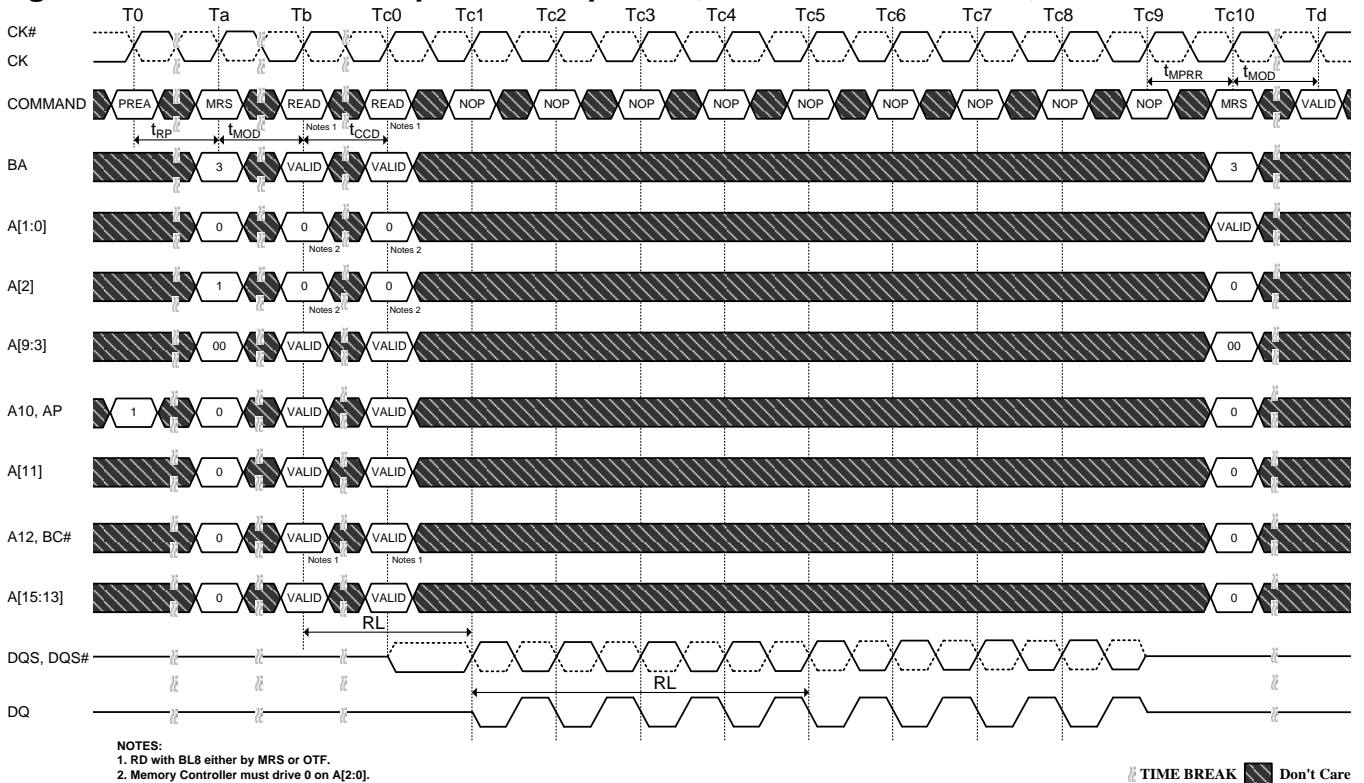 T0 Ta Tb Tc0 Tc1 Tc2 Tc3 Tc4 Tc5 Tc6 Tc7 Tc8 Tc9 Tc10 Td
CK#
CK
tMPRR tMOD
COMMAND PREA MRS READ READ NOP NOP NOP NOP NOP NOP NOP NOP NOP MRS VALID
Notes 1 Notes 1
tRP tMOD tCCD
BA 3 VALID VALID 3
A[1:0] 0 0 0 VALID
Notes 2 Notes 2
A[2] 1 0 0 0
Notes 2 Notes 2
A[9:3] 00 VALID VALID 00
A10, AP 1 0 VALID VALID 0
A[11] 0 VALID VALID 0
A12, BC# 0 VALID VALID 0
Notes 1 Notes 1
A[15:13] 0 VALID VALID 0
RL
DQS, DQS#
RL
DQ
NOTES:
1. RD with BL8 either by MRS or OTF.
2. Memory Controller must drive 0 on A[2:0].
TIME BREAK Don't Care